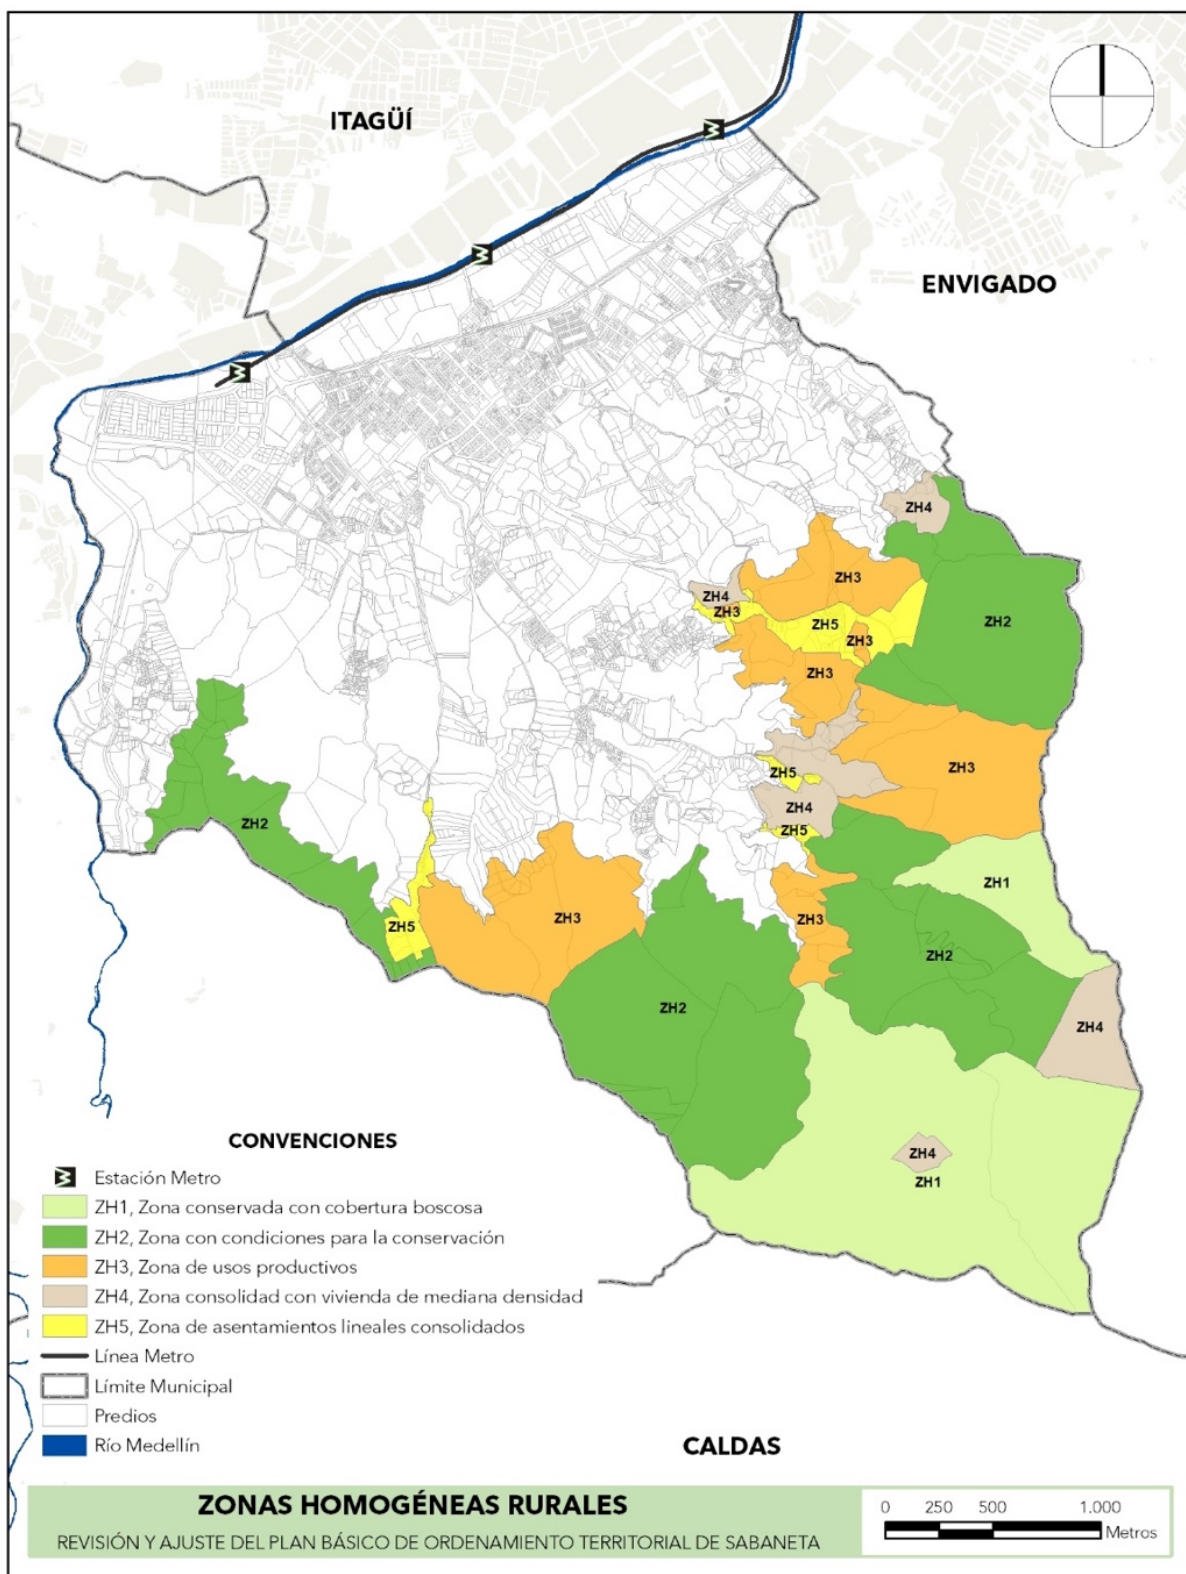 ITAGÜÍ
ENVIGADO
ZH4
ZH3
ZH4
ZH3
ZH5
ZH3
ZH2
ZH3
ZH3
ZH5
ZH4
ZH5
ZH2
ZH1
ZH3
ZH3
ZH5
ZH2
ZH2
ZH4
ZH4
ZH1
CONVENCIONES
Estación Metro
ZH1, Zona conservada con cobertura boscosa
ZH2, Zona con condiciones para la conservación
ZH3, Zona de usos productivos
ZH4, Zona consolidad con vivienda de mediana densidad
ZH5, Zona de asentamientos lineales consolidados
Línea Metro
Límite Municipal
Predios
Río Medellín
CALDAS
ZONAS HOMOGÉNEAS RURALES
REVISIÓN Y AJUSTE DEL PLAN BÁSICO DE ORDENAMIENTO TERRITORIAL DE SABANETA
0 250 500 1.000
Metros